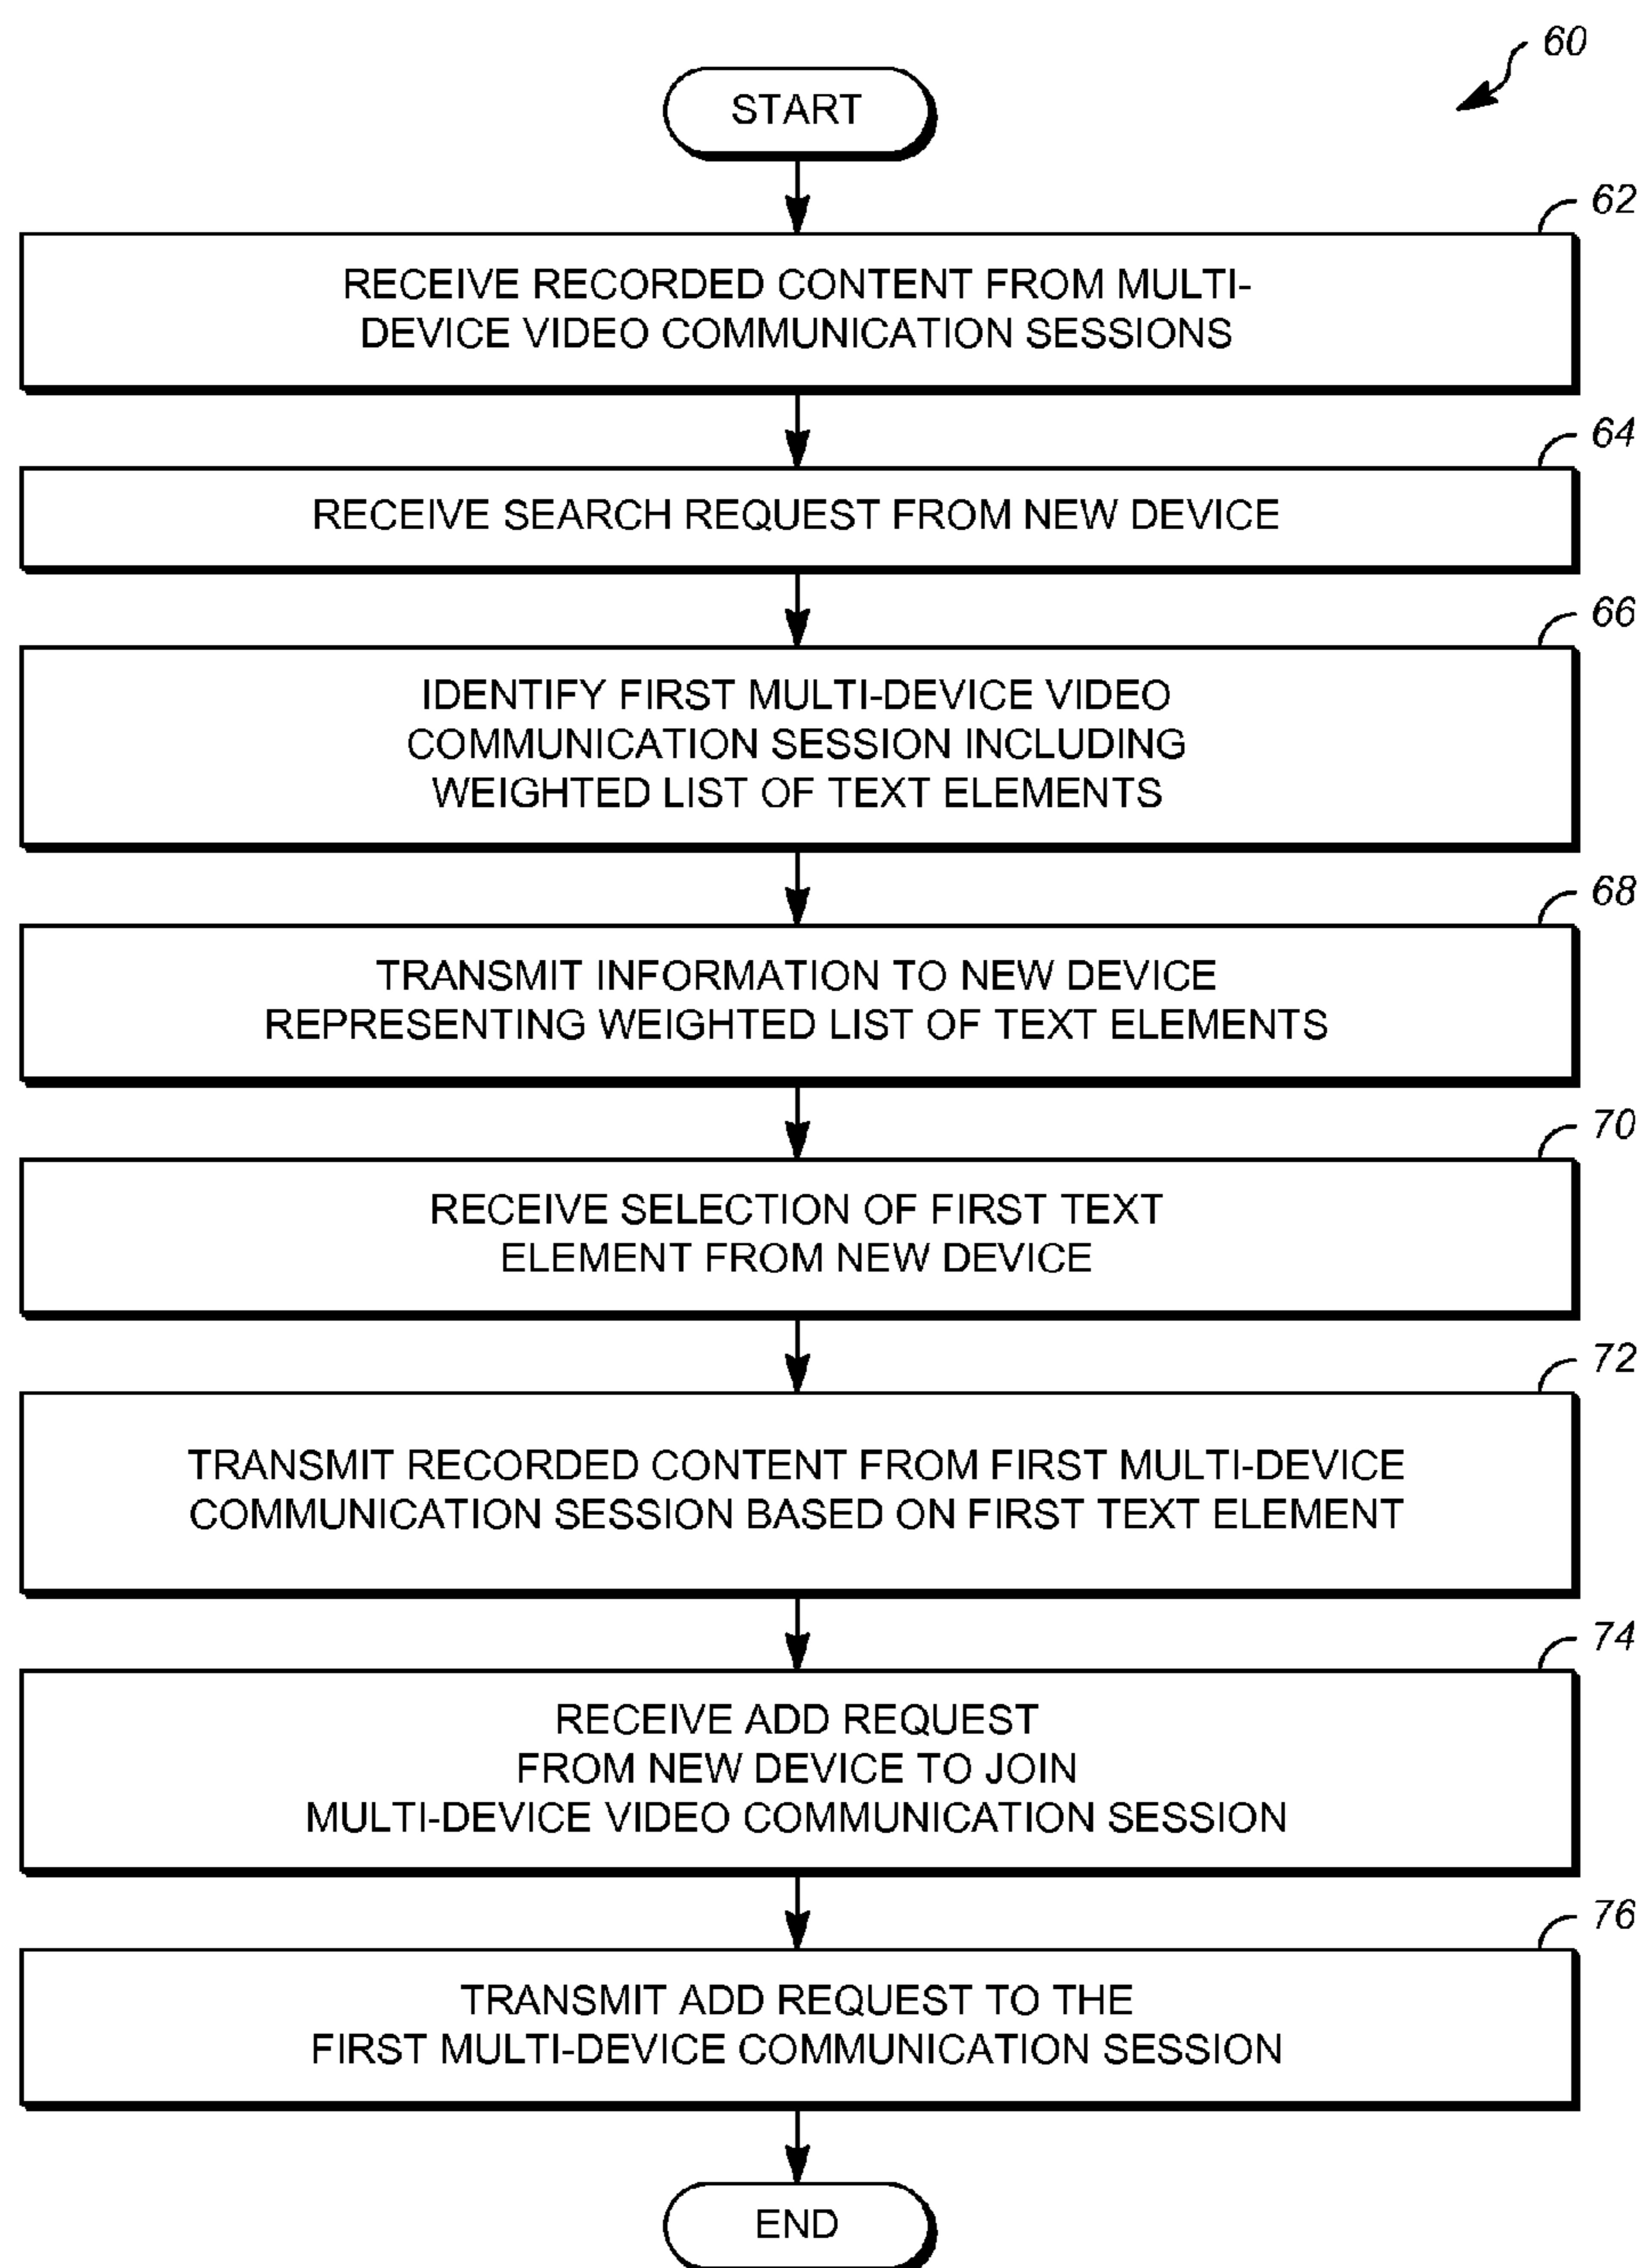 60
START
62
RECEIVE RECORDED CONTENT FROM MULTI-
DEVICE VIDEO COMMUNICATION SESSIONS
64
RECEIVE SEARCH REQUEST FROM NEW DEVICE
66
IDENTIFY FIRST MULTI-DEVICE VIDEO
COMMUNICATION SESSION INCLUDING
WEIGHTED LIST OF TEXT ELEMENTS
68
TRANSMIT INFORMATION TO NEW DEVICE
REPRESENTING WEIGHTED LIST OF TEXT ELEMENTS
70
RECEIVE SELECTION OF FIRST TEXT
ELEMENT FROM NEW DEVICE
72
TRANSMIT RECORDED CONTENT FROM FIRST MULTI-DEVICE
COMMUNICATION SESSION BASED ON FIRST TEXT ELEMENT
74
RECEIVE ADD REQUEST
FROM NEW DEVICE TO JOIN
MULTI-DEVICE VIDEO COMMUNICATION SESSION
76
TRANSMIT ADD REQUEST TO THE
FIRST MULTI-DEVICE COMMUNICATION SESSION
END